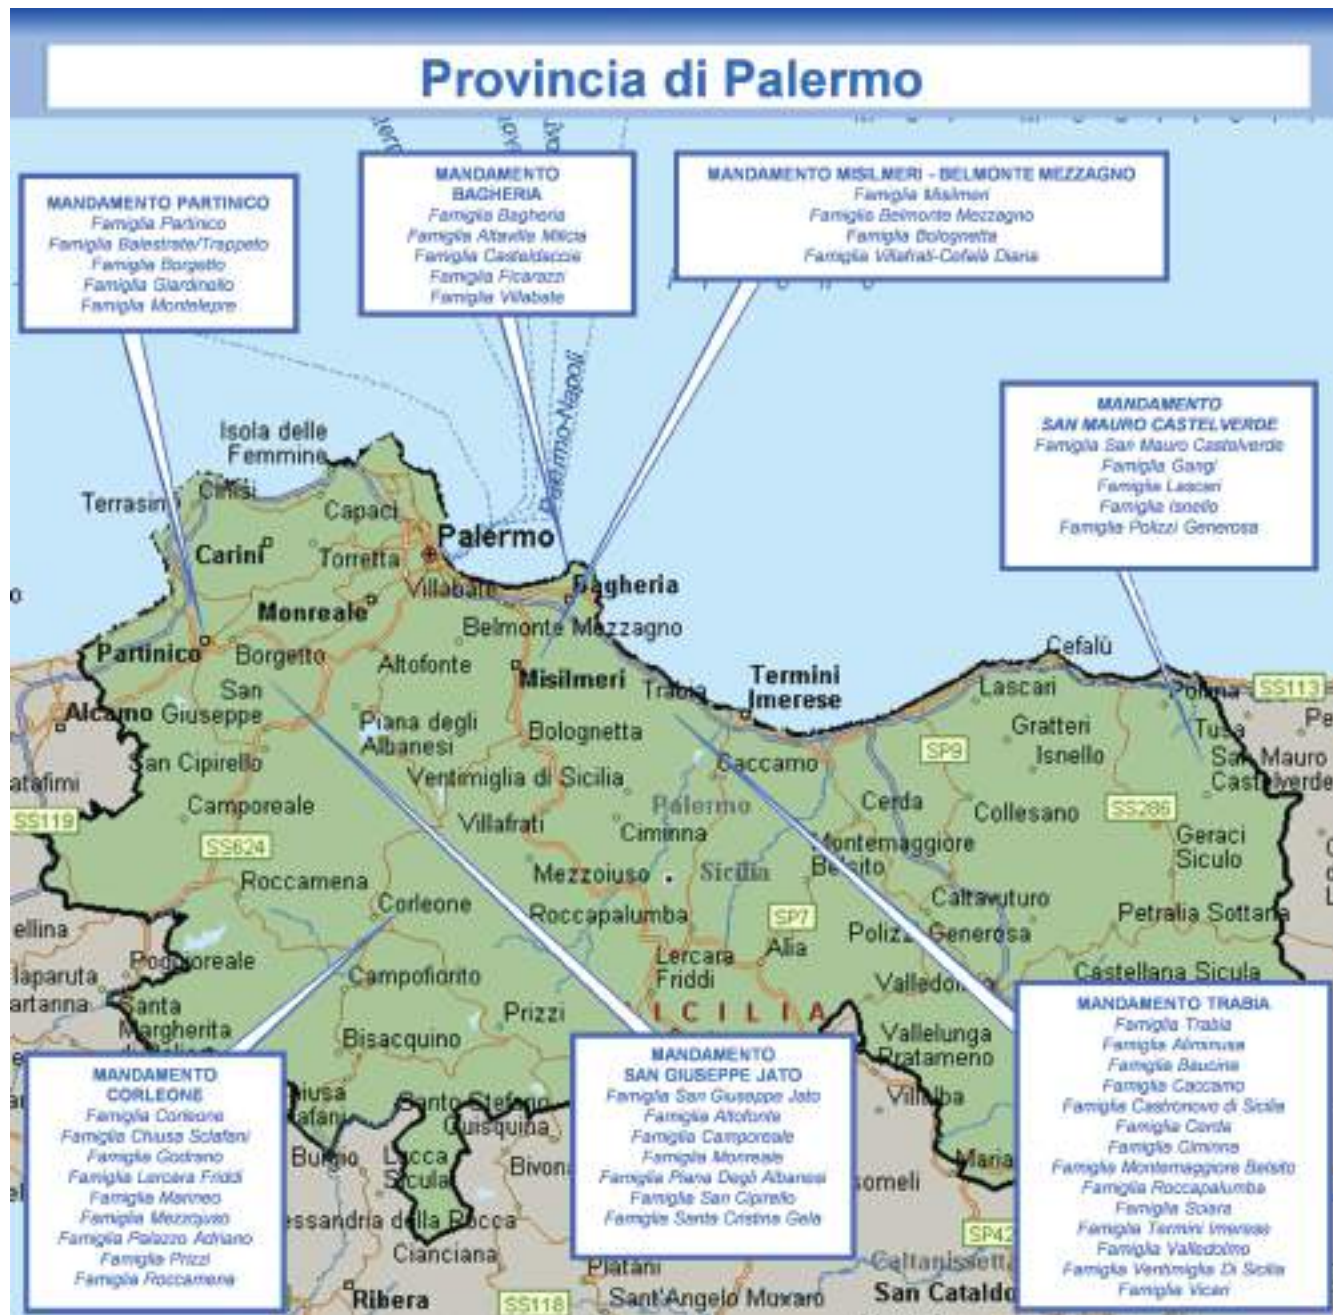 Provincia di Palermo
MANDAMENTO PARTINICO
Famiglia Partinico
Famiglia Balestrate/Trappeto
Famiglia Borgetto
Famiglia Giardinello
Famiglia Montelepre
MANDAMENTO
BAGHERIA
Famiglia Bagheria
Famiglia Altavilla Milicia
Famiglia Casteldaccia
Famiglia Ficarazzi
Famiglia Villabate
MANDAMENTO MISILMERI - BELMONTE MEZZAGNO
Famiglia Misilmeri
Famiglia Belmonte Mezzagno
Famiglia Bolognetta
Famiglia Villafrati-Cefalà Diana
MANDAMENTO
SAN MAURO CASTELVERDE
Famiglia San Mauro Castelverde
Famiglia Gangi
Famiglia Lascari
Famiglia Isnello
Famiglia Polizzi Generosa
Palermo-Napoli
Isola delle
Femmine
Terrasini
Cinisi
Capaci
Carini
Torretta
Palermo
Villabate
Bagheria
Monreale
Belmonte Mezzagno
Partinico
Borgetto
Altofonte
Misilmeri
Trabia
Termini
Imerese
Cefalù
Lascari
Pollina
SS113
Alcamo
San
Giuseppe
Piana degli
Albanesi
Bolognetta
Gratteri
Isnello
Tusa
San Mauro
Castelverde
San Cipirello
Ventimiglia di Sicilia
Caccamo
SP9
Camporeale
Villafrati
Palermo
Ciminna
Cerda
Collesano
SS286
SS119
SS624
Montemaggiore
Belsito
Geraci
Siculo
Roccamena
Mezzoiuso
Sicilia
Corleone
Roccapalumba
SP7
Caltavuturo
Petralia Sottana
Poggioreale
Campofiorito
Lercara
Friddi
Alia
Polizzi Generosa
Castellana Sicula
Santa
Margherita
Prizzi
SICILIA
Bisacquino
Vallelunga
Pratameno
Villalba
MANDAMENTO
CORLEONE
Famiglia Corleone
Famiglia Chiusa Sclafani
Famiglia Godrano
Famiglia Lercara Friddi
Famiglia Marineo
Famiglia Mezzojuso
Famiglia Palazzo Adriano
Famiglia Prizzi
Famiglia Roccamena
MANDAMENTO
SAN GIUSEPPE JATO
Famiglia San Giuseppe Jato
Famiglia Altofonte
Famiglia Camporeale
Famiglia Monreale
Famiglia Piana Degli Albanesi
Famiglia San Cipirello
Famiglia Santa Cristina Gela
MANDAMENTO TRABIA
Famiglia Trabia
Famiglia Aliminusa
Famiglia Baucina
Famiglia Caccamo
Famiglia Castronovo di Sicilia
Famiglia Cerda
Famiglia Ciminna
Famiglia Montemaggiore Belsito
Famiglia Roccapalumba
Famiglia Sciara
Famiglia Termini Imerese
Famiglia Valledolmo
Famiglia Ventimiglia Di Sicilia
Famiglia Vicari
Santo Stefano
Quisquina
Burgio
Lucca
Sicula
Cianciana
Ribera
SS118
Platani
Sant'Angelo Muxaro
San Cataldo